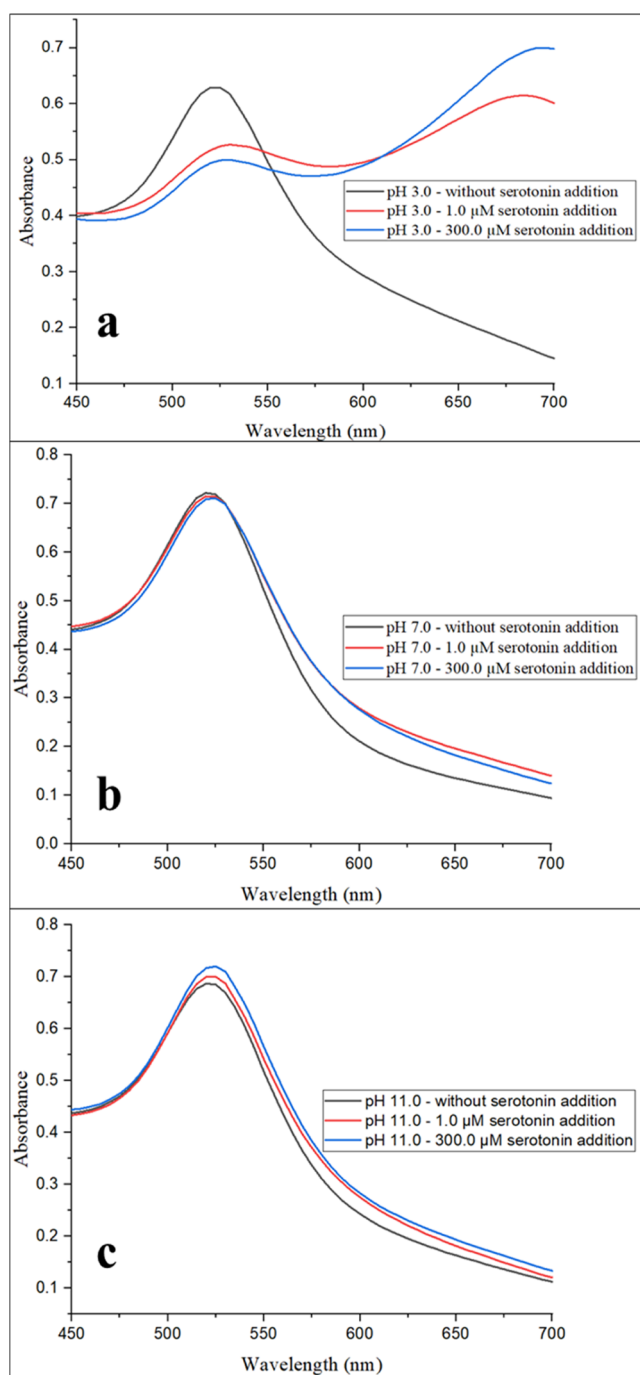 0.7
0.6
0.5
0.4
0.3
0.2
0.1
Absorbance
pH 3.0 - without serotonin addition
pH 3.0 - 1.0 µM serotonin addition
pH 3.0 - 300.0 µM serotonin addition
a
450 500 550 600 650 700
Wavelength (nm)
0.8
0.7
0.6
0.5
0.4
0.3
0.2
0.1
0.0
Absorbance
pH 7.0 - without serotonin addition
pH 7.0 - 1.0 µM serotonin addition
pH 7.0 - 300.0 µM serotonin addition
b
450 500 550 600 650 700
Wavelength (nm)
0.8
0.7
0.6
0.5
0.4
0.3
0.2
0.1
Absorbance
pH 11.0 - without serotonin addition
pH 11.0 - 1.0 µM serotonin addition
pH 11.0 - 300.0 µM serotonin addition
c
450 500 550 600 650 700
Wavelength (nm)